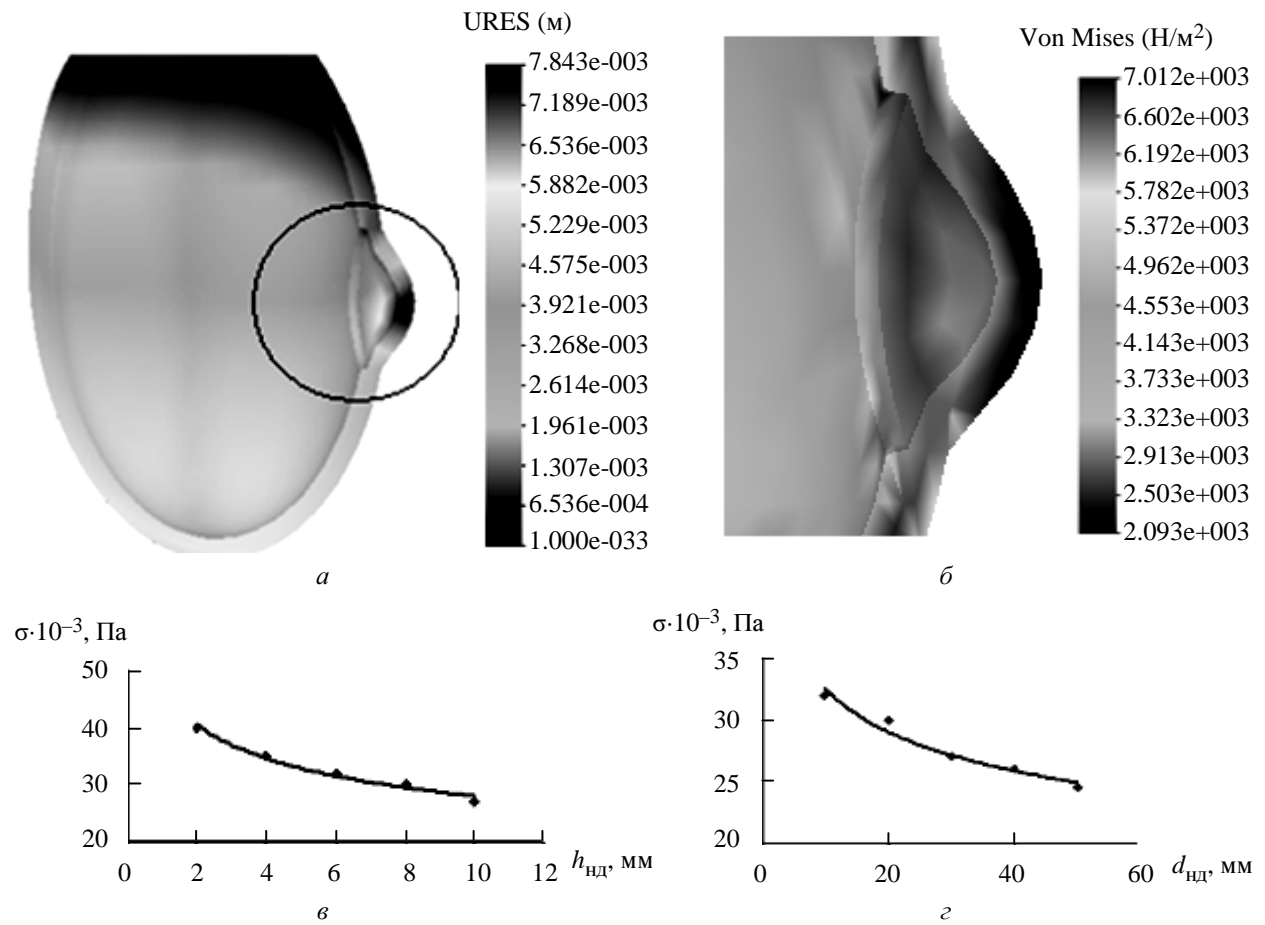 URES (м)
7.843e-003
7.189e-003
6.536e-003
5.882e-003
5.229e-003
4.575e-003
3.921e-003
3.268e-003
2.614e-003
1.961e-003
1.307e-003
6.536e-004
1.000e-033
а
Von Mises (Н/м²)
7.012e+003
6.602e+003
6.192e+003
5.782e+003
5.372e+003
4.962e+003
4.553e+003
4.143e+003
3.733e+003
3.323e+003
2.913e+003
2.503e+003
2.093e+003
б
σ·10⁻³, Па
50
40
30
20
0 2 4 6 8 10 12 hнд, мм
в
σ·10⁻³, Па
35
30
25
20
0 20 40 60 dнд, мм
г